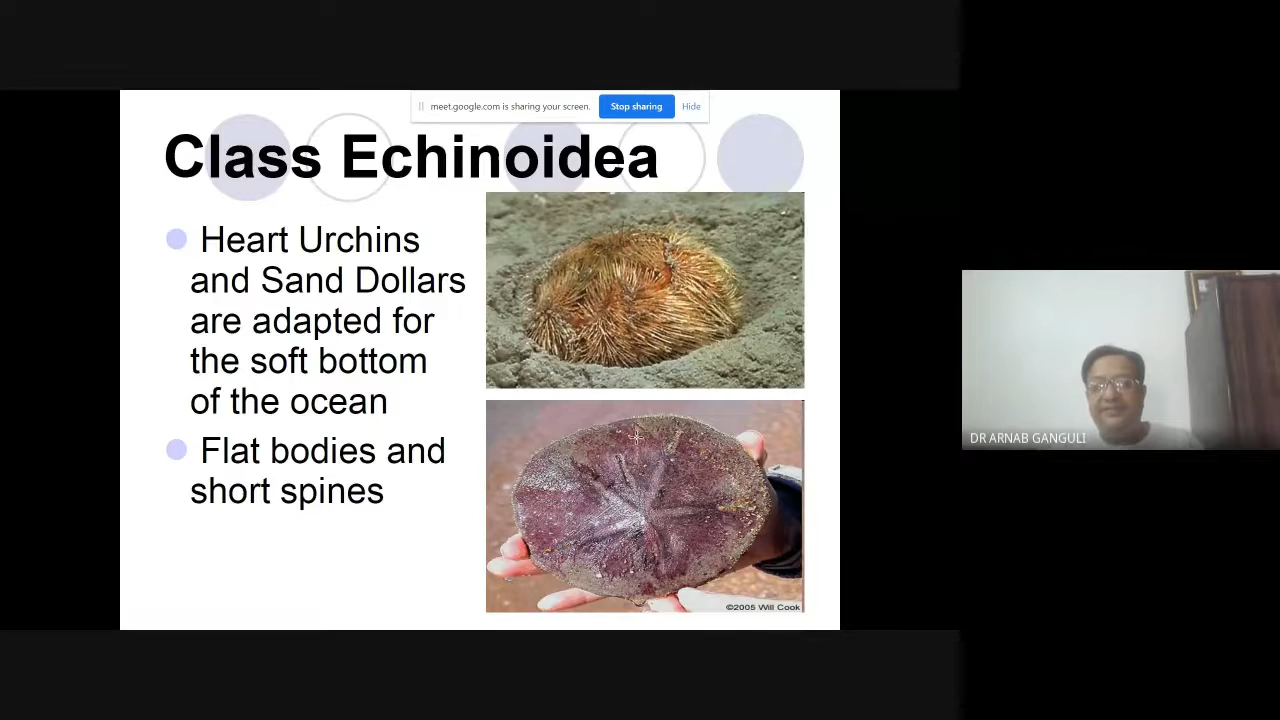 meet.google.com is sharing your screen.
Stop sharing
Hide
Class Echinoidea
Heart Urchins
and Sand Dollars
are adapted for
the soft bottom
of the ocean
Flat bodies and
short spines
©2005 Will Cook
DR ARNAB GANGULI